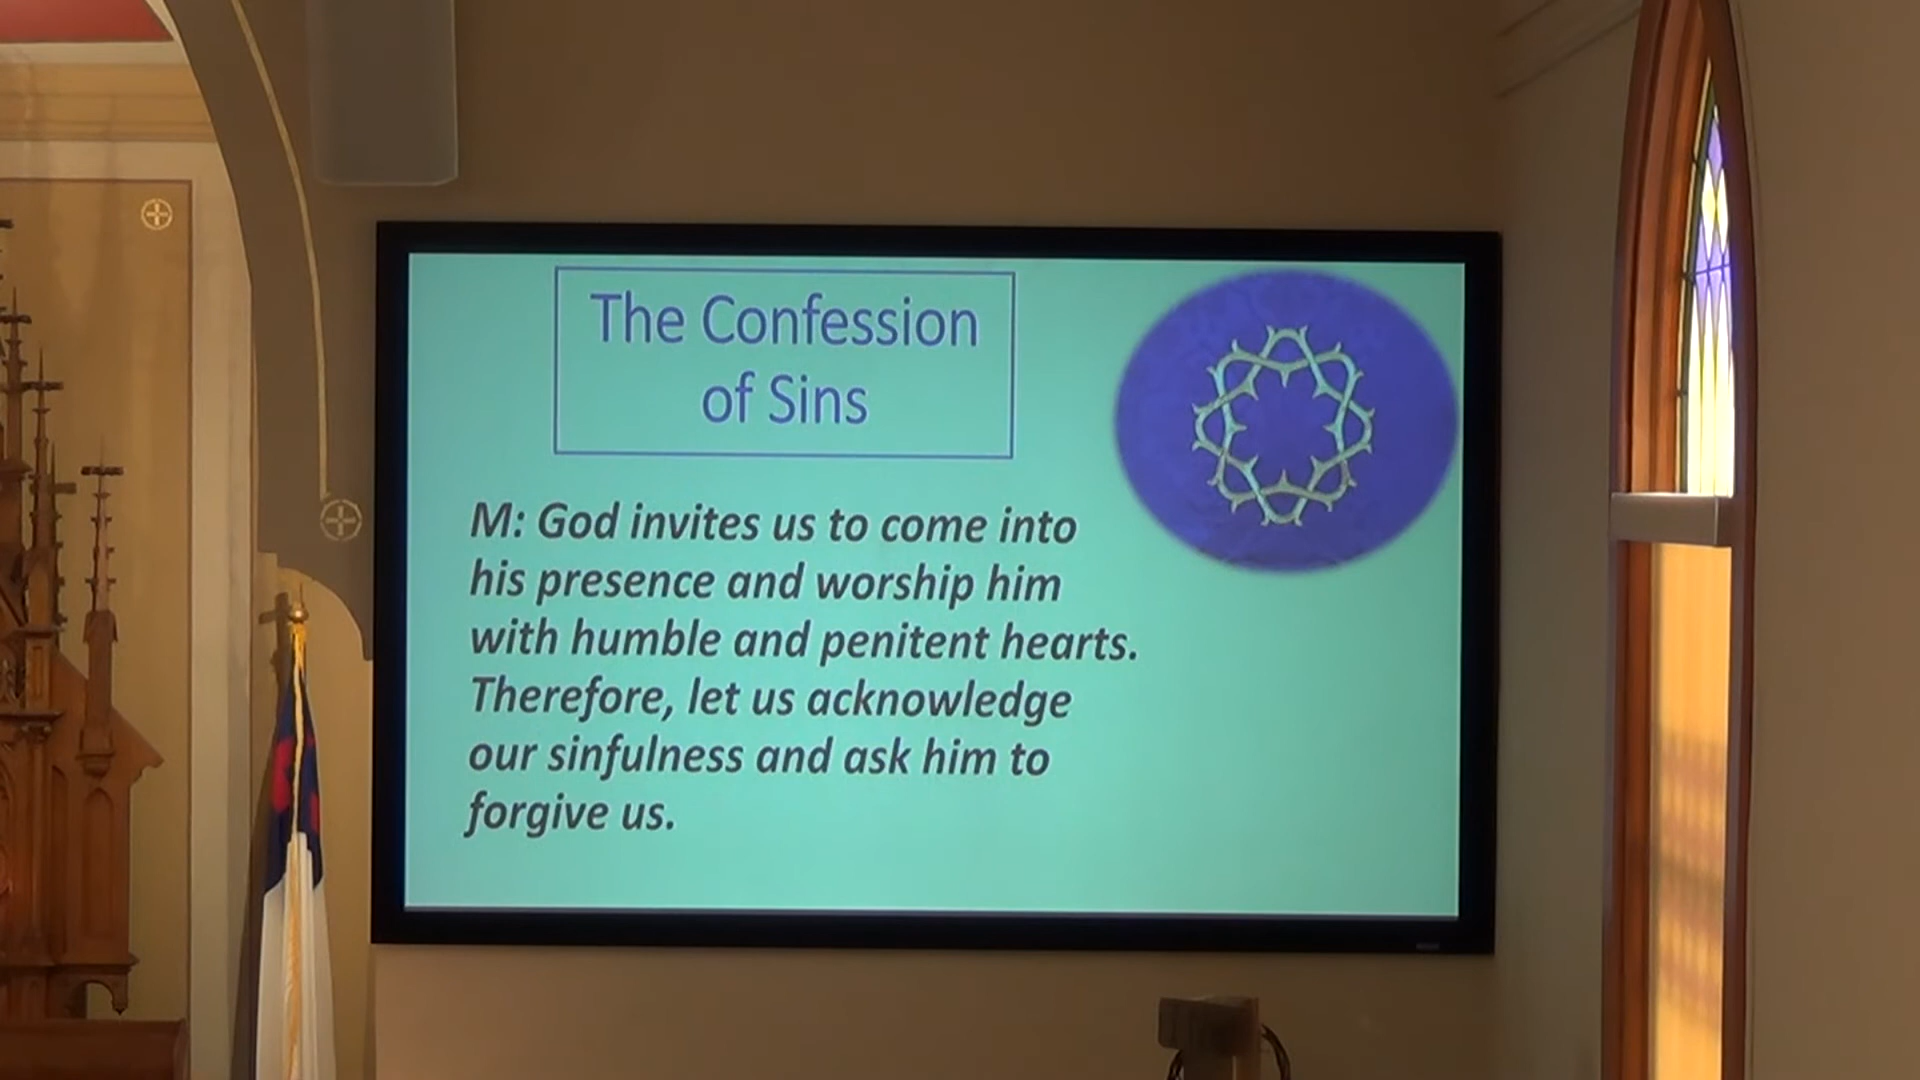 The Confession
of Sins
M: God invites us to come into
his presence and worship him
with humble and penitent hearts.
Therefore, let us acknowledge
our sinfulness and ask him to
forgive us.